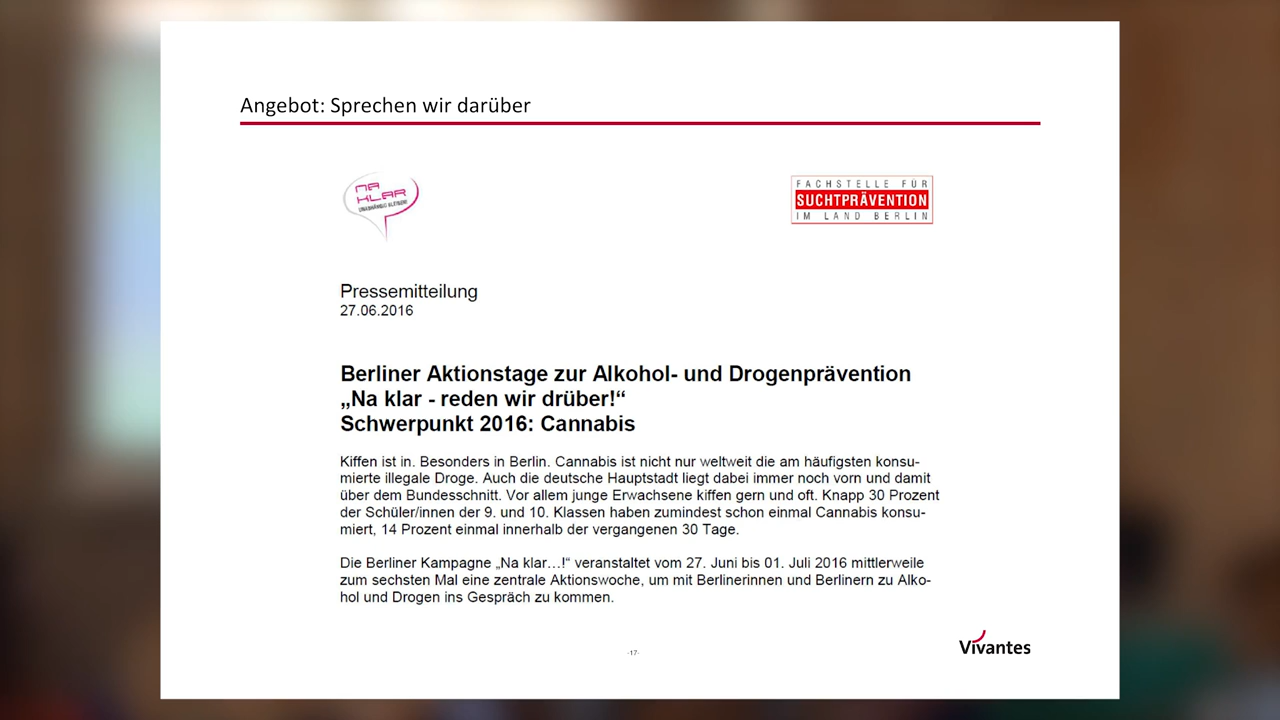 Angebot: Sprechen wir darüber
NA
KLAR
UNABHÄNGIG BLEIBEN!
FACHSTELLE FÜR
SUCHTPRÄVENTION
IM LAND BERLIN
Pressemitteilung
27.06.2016
Berliner Aktionstage zur Alkohol- und Drogenprävention
„Na klar - reden wir drüber!“
Schwerpunkt 2016: Cannabis
Kiffen ist in. Besonders in Berlin. Cannabis ist nicht nur weltweit die am häufigsten konsu-
mierte illegale Droge. Auch die deutsche Hauptstadt liegt dabei immer noch vorn und damit
über dem Bundesschnitt. Vor allem junge Erwachsene kiffen gern und oft. Knapp 30 Prozent
der Schüler/innen der 9. und 10. Klassen haben zumindest schon einmal Cannabis konsu-
miert, 14 Prozent einmal innerhalb der vergangenen 30 Tage.
Die Berliner Kampagne „Na klar…!“ veranstaltet vom 27. Juni bis 01. Juli 2016 mittlerweile
zum sechsten Mal eine zentrale Aktionswoche, um mit Berlinerinnen und Berlinern zu Alko-
hol und Drogen ins Gespräch zu kommen.
-17-
Vivantes